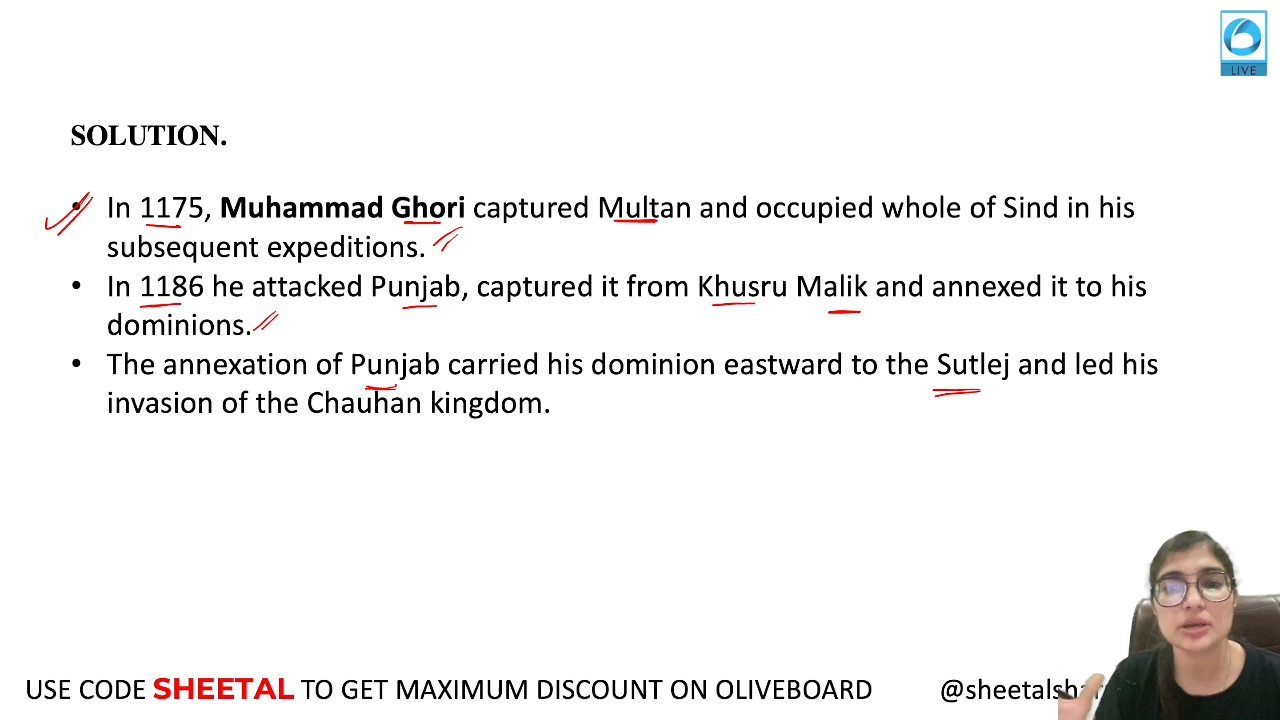 LIVE
SOLUTION.
• In 1175, Muhammad Ghori captured Multan and occupied whole of Sind in his
subsequent expeditions.
• In 1186 he attacked Punjab, captured it from Khusru Malik and annexed it to his
dominions.
• The annexation of Punjab carried his dominion eastward to the Sutlej and led his
invasion of the Chauhan kingdom.
USE CODE SHEETAL TO GET MAXIMUM DISCOUNT ON OLIVEBOARD